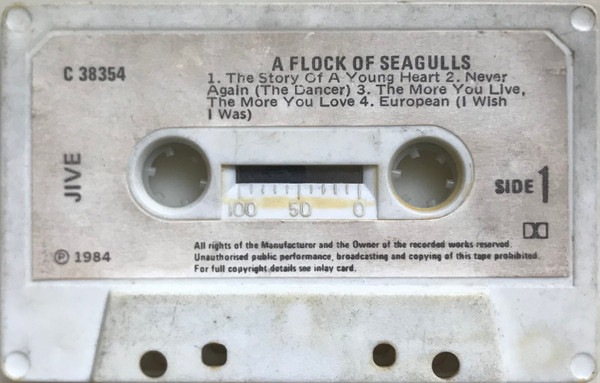 A FLOCK OF SEAGULLS
C 38354
1. The Story Of A Young Heart 2. Never
Again (The Dancer) 3. The More You Live,
The More You Love 4. European (I Wish
I Was)
JIVE
SIDE 1
100 50 0
All rights of the Manufacturer and the Owner of the recorded works reserved.
Unauthorised public performance, broadcasting and copying of this tape prohibited.
For full copyright details see inlay card.
℗ 1984